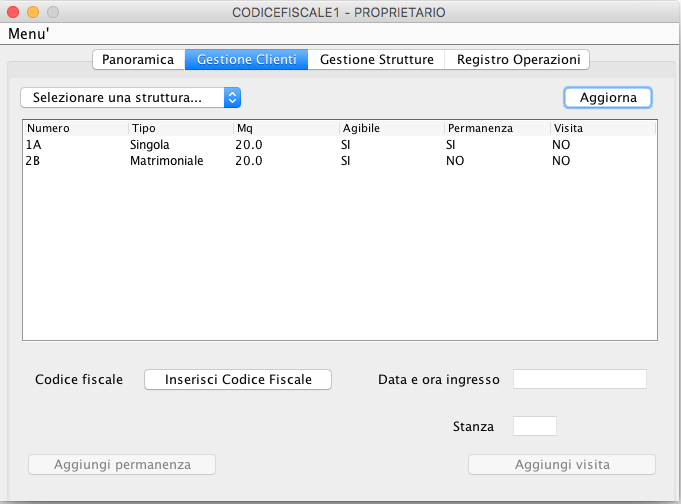 CODICEFISCALE1 - PROPRIETARIO
Menu'
Panoramica Gestione Clienti Gestione Strutture Registro Operazioni
Selezionare una struttura... Aggiorna
Numero Tipo Mq Agibile Permanenza Visita
1A Singola 20.0 SI SI NO
2B Matrimoniale 20.0 SI NO NO
Codice fiscale Inserisci Codice Fiscale Data e ora ingresso
Stanza
Aggiungi permanenza Aggiungi visita